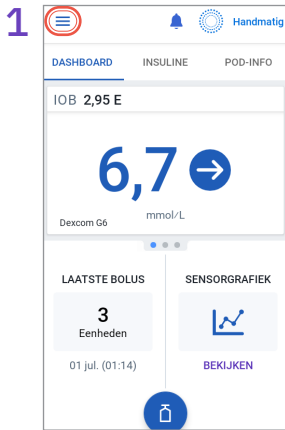 1
Handmatig
DASHBOARD INSULINE POD-INFO
IOB 2,95 E
6,7
mmol/L
Dexcom G6
LAATSTE BOLUS SENSORGRAFIEK
3
Eenheden
01 jul. (01:14) BEKIJKEN